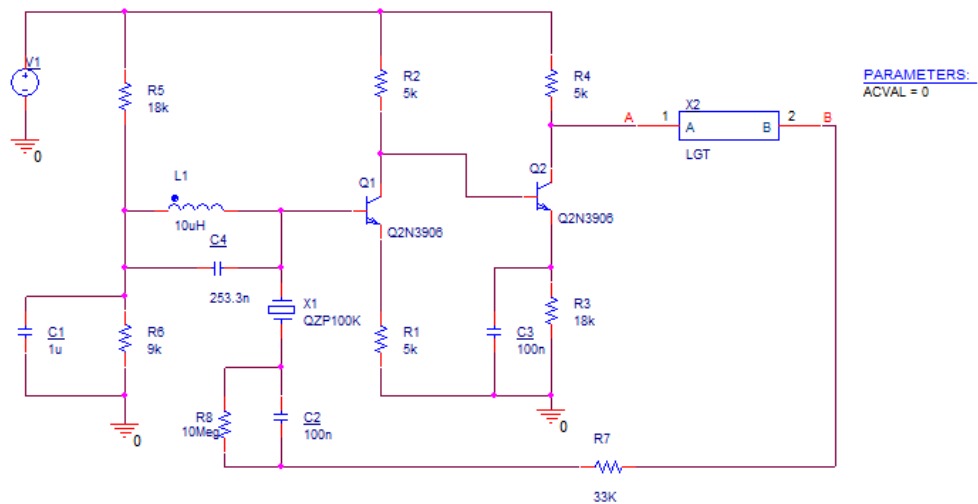 V1
0
R5
18k
R2
5k
R4
5k
PARAMETERS:
ACVAL = 0
A
1
X2
A
B
2
B
LGT
L1
10uH
Q1
Q2N3906
Q2
Q2N3906
C4
253.3n
X1
QZP100K
C1
1u
R6
9k
0
R1
5k
C3
100n
R3
18k
0
R8
10Meg
C2
100n
R7
33K